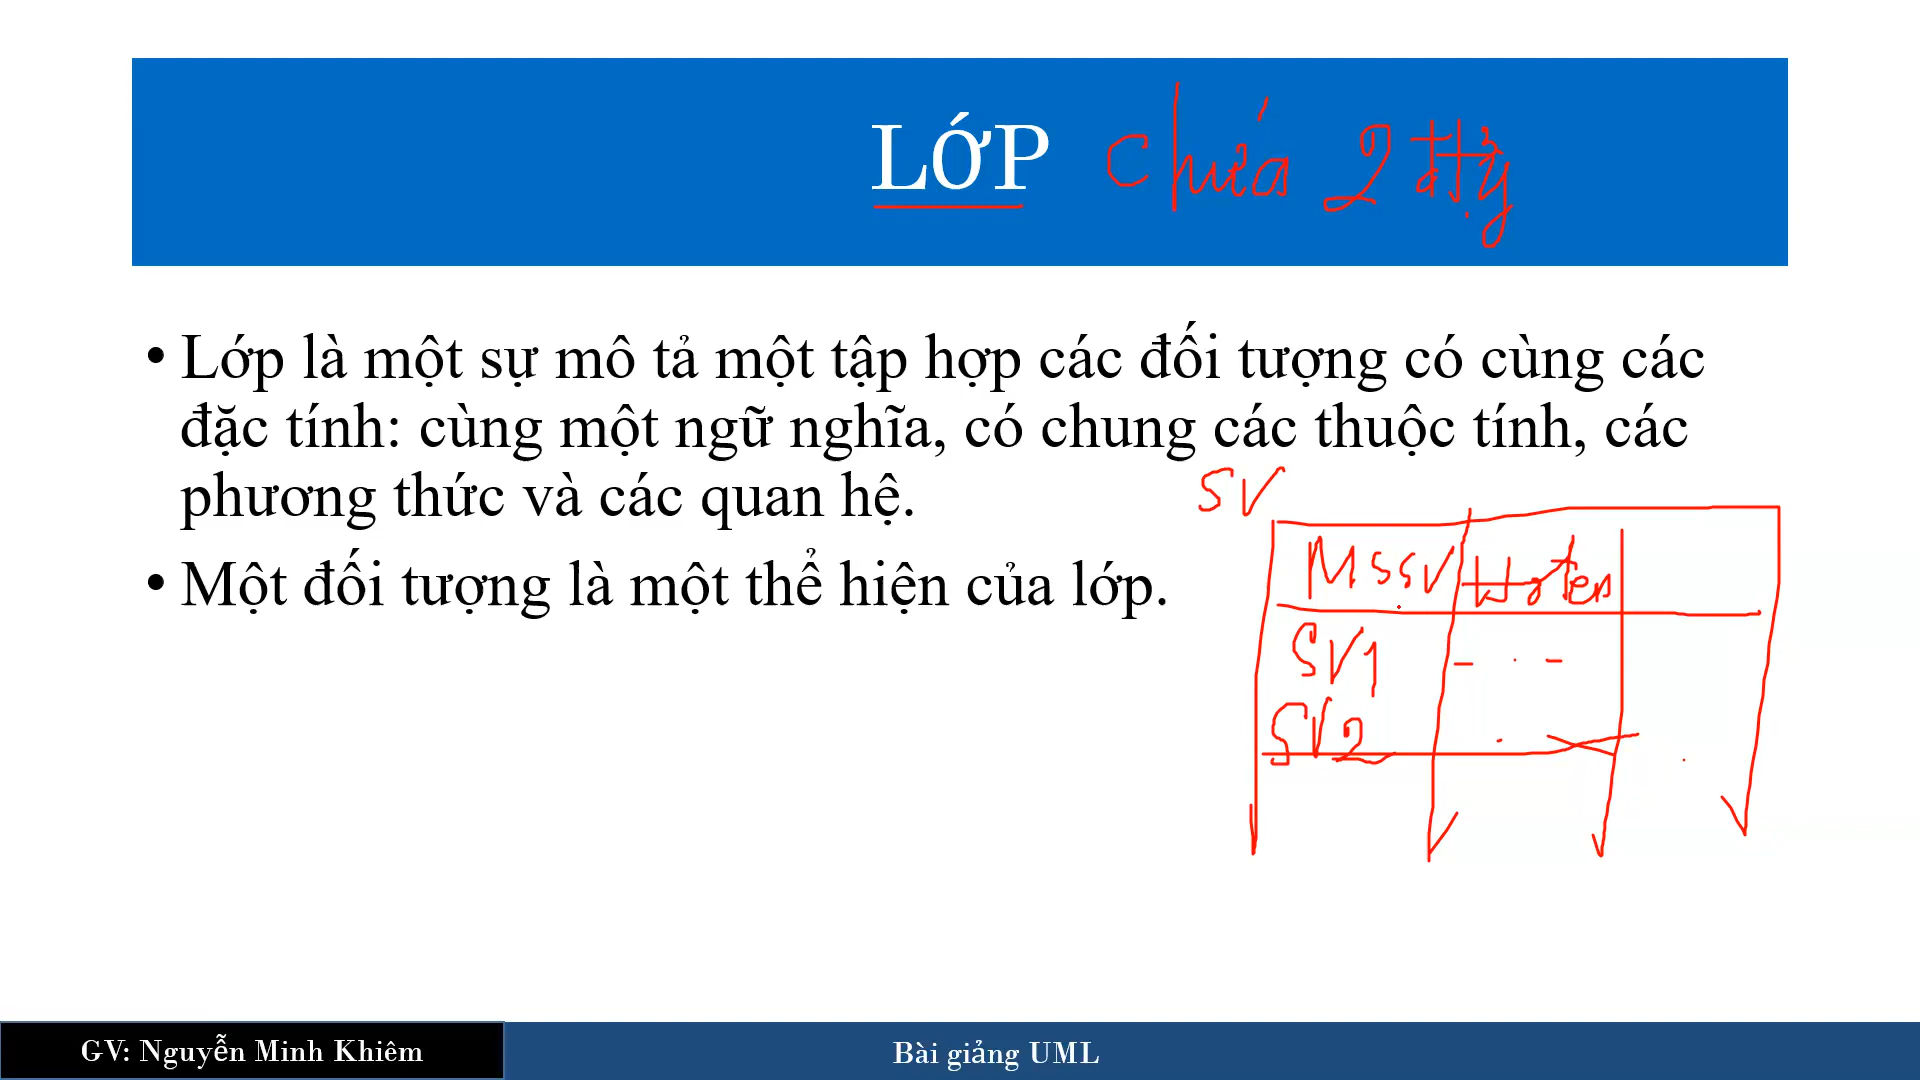 LỚP chứa 2 đtg
• Lớp là một sự mô tả một tập hợp các đối tượng có cùng các
đặc tính: cùng một ngữ nghĩa, có chung các thuộc tính, các
phương thức và các quan hệ.
• Một đối tượng là một thể hiện của lớp.
SV
MSSV Hoten
SV1
SV2
GV: Nguyễn Minh Khiêm
Bài giảng UML